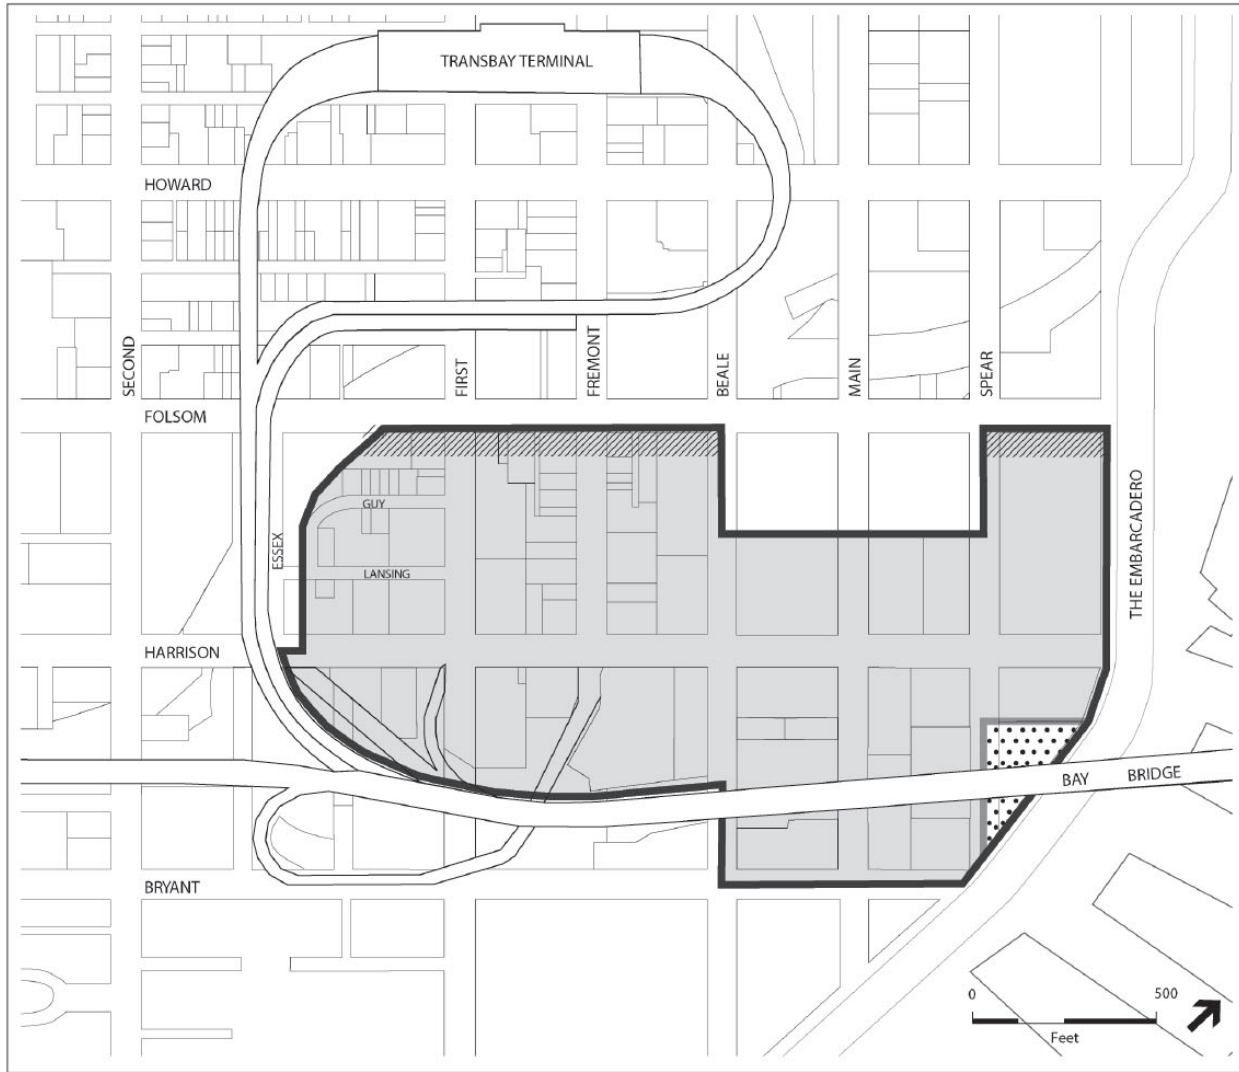 TRANSBAY TERMINAL
HOWARD
SECOND
FIRST
FREMONT
BEALE
MAIN
SPEAR
FOLSOM
GUY
ESSEX
LANSING
THE EMBARCADERO
HARRISON
BAY BRIDGE
BRYANT
0 500
Feet